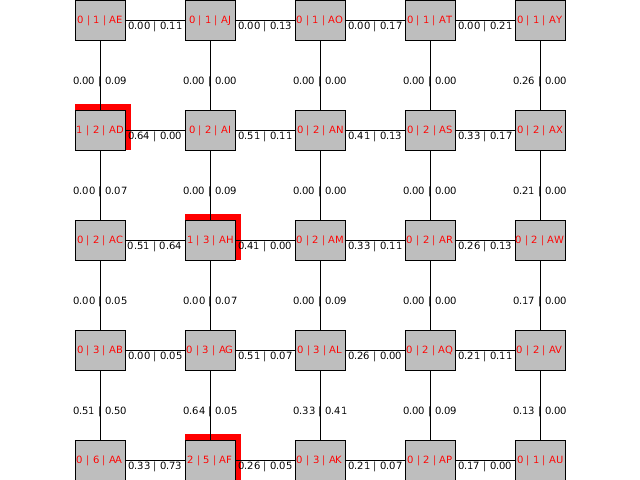 0 | 1 | AE 0.00 | 0.11 0 | 1 | AJ 0.00 | 0.13 0 | 1 | AO 0.00 | 0.17 0 | 1 | AT 0.00 | 0.21 0 | 1 | AY
0.00 | 0.09 0.00 | 0.00 0.00 | 0.00 0.00 | 0.00 0.26 | 0.00
1 | 2 | AD 0.64 | 0.00 0 | 2 | AI 0.51 | 0.11 0 | 2 | AN 0.41 | 0.13 0 | 2 | AS 0.33 | 0.17 0 | 2 | AX
0.00 | 0.07 0.00 | 0.09 0.00 | 0.00 0.00 | 0.00 0.21 | 0.00
0 | 2 | AC 0.51 | 0.64 1 | 3 | AH 0.41 | 0.00 0 | 2 | AM 0.33 | 0.11 0 | 2 | AR 0.26 | 0.13 0 | 2 | AW
0.00 | 0.05 0.00 | 0.07 0.00 | 0.09 0.00 | 0.00 0.17 | 0.00
0 | 3 | AB 0.00 | 0.05 0 | 3 | AG 0.51 | 0.07 0 | 3 | AL 0.26 | 0.00 0 | 2 | AQ 0.21 | 0.11 0 | 2 | AV
0.51 | 0.50 0.64 | 0.05 0.33 | 0.41 0.00 | 0.09 0.13 | 0.00
0 | 6 | AA 0.33 | 0.73 2 | 5 | AF 0.26 | 0.05 0 | 3 | AK 0.21 | 0.07 0 | 2 | AP 0.17 | 0.00 0 | 1 | AU